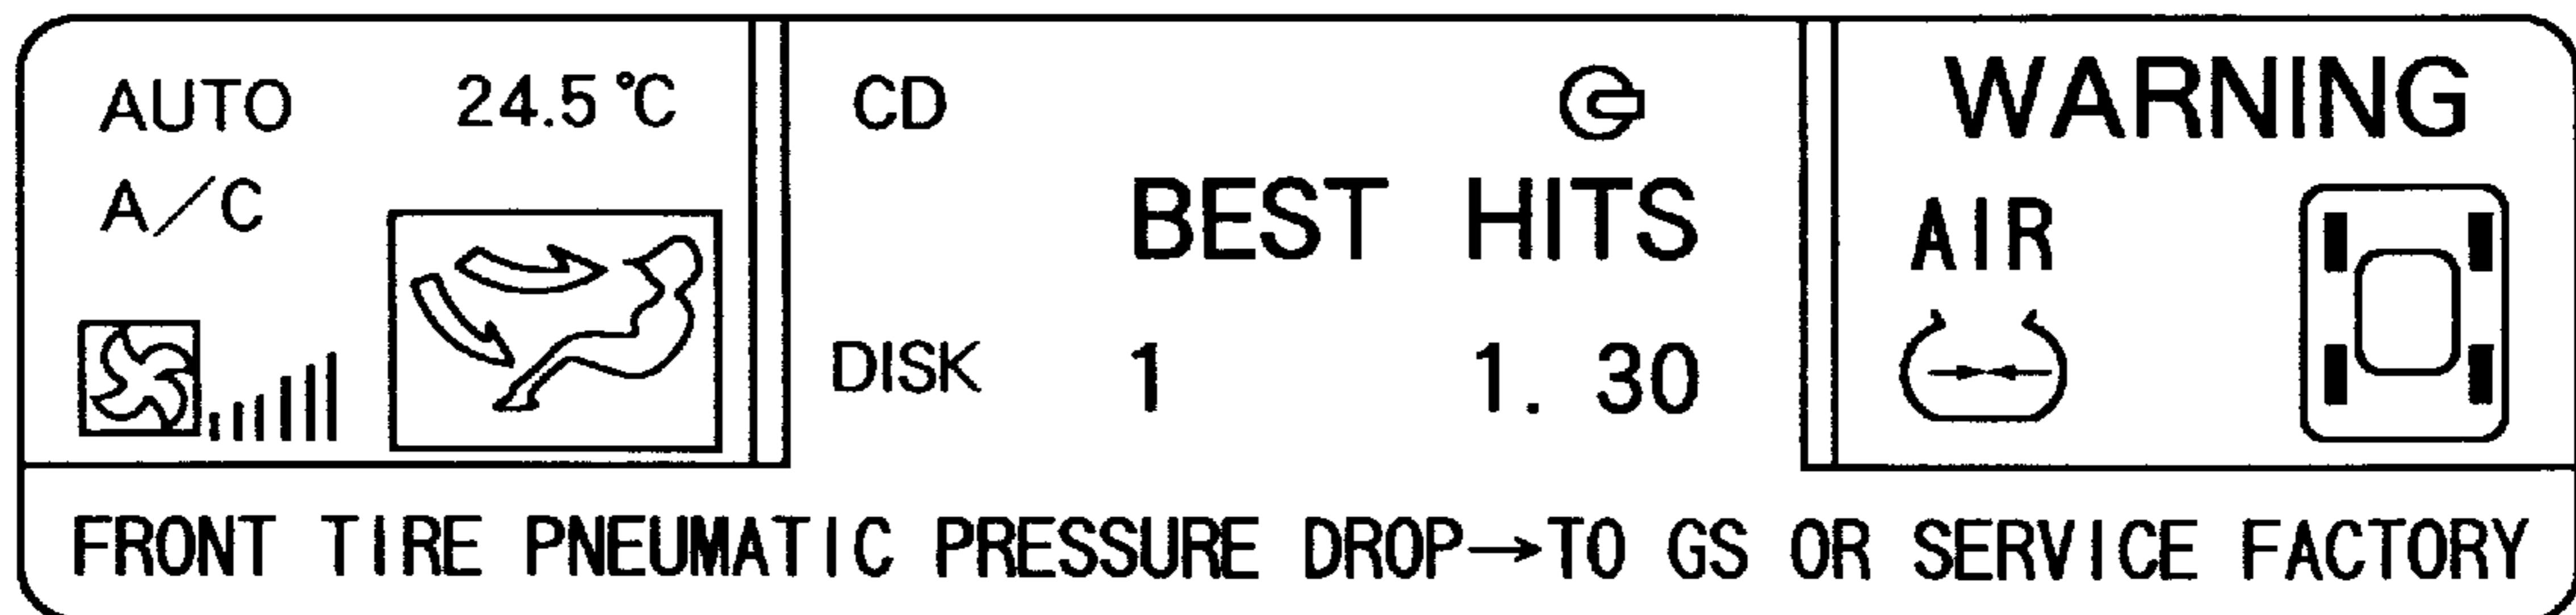 AUTO 24.5℃
A/C
CD
BEST HITS
DISK 1 1. 30
WARNING
AIR
FRONT TIRE PNEUMATIC PRESSURE DROP→TO GS OR SERVICE FACTORY